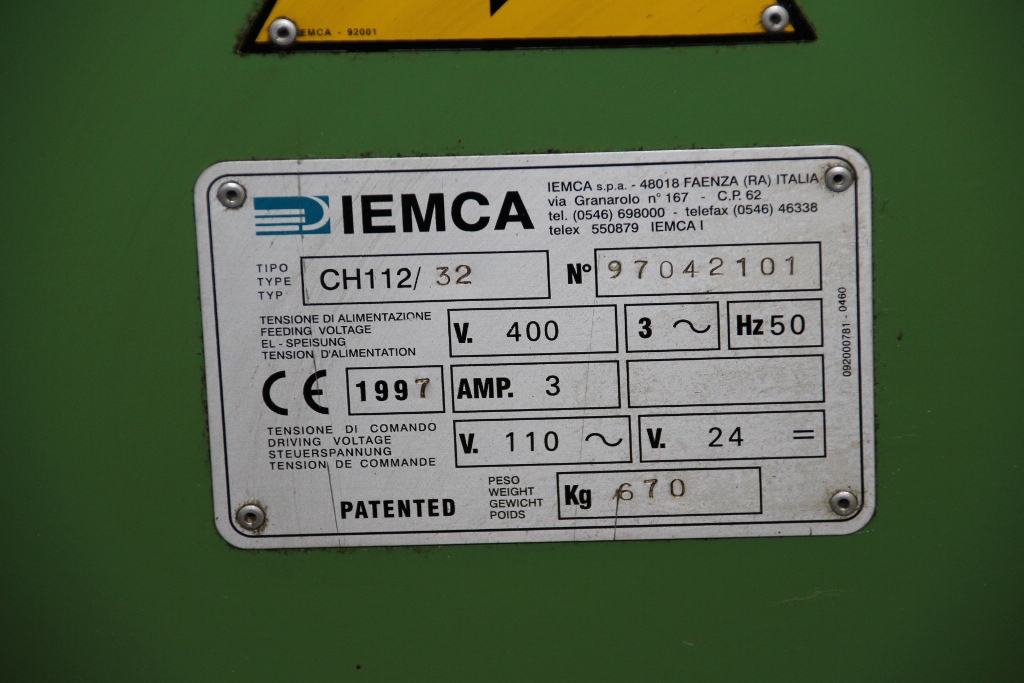 IEMCA - 92001
IEMCA
IEMCA s.p.a. - 48018 FAENZA (RA) ITALIA
via Granarolo n° 167 - C.P. 62
tel. (0546) 698000 - telefax (0546) 46338
telex 550879 IEMCA I
TIPO
TYPE
TYP
CH112/ 32
N° 97042101
TENSIONE DI ALIMENTAZIONE
FEEDING VOLTAGE
EL - SPEISUNG
TENSION D'ALIMENTATION
V. 400
3 ~
Hz 50
CE
1997
AMP. 3
TENSIONE DI COMANDO
DRIVING VOLTAGE
STEUERSPANNUNG
TENSION DE COMMANDE
V. 110 ~
V. 24 =
PATENTED
PESO
WEIGHT
GEWICHT
POIDS
Kg 670
092000781 - 0460